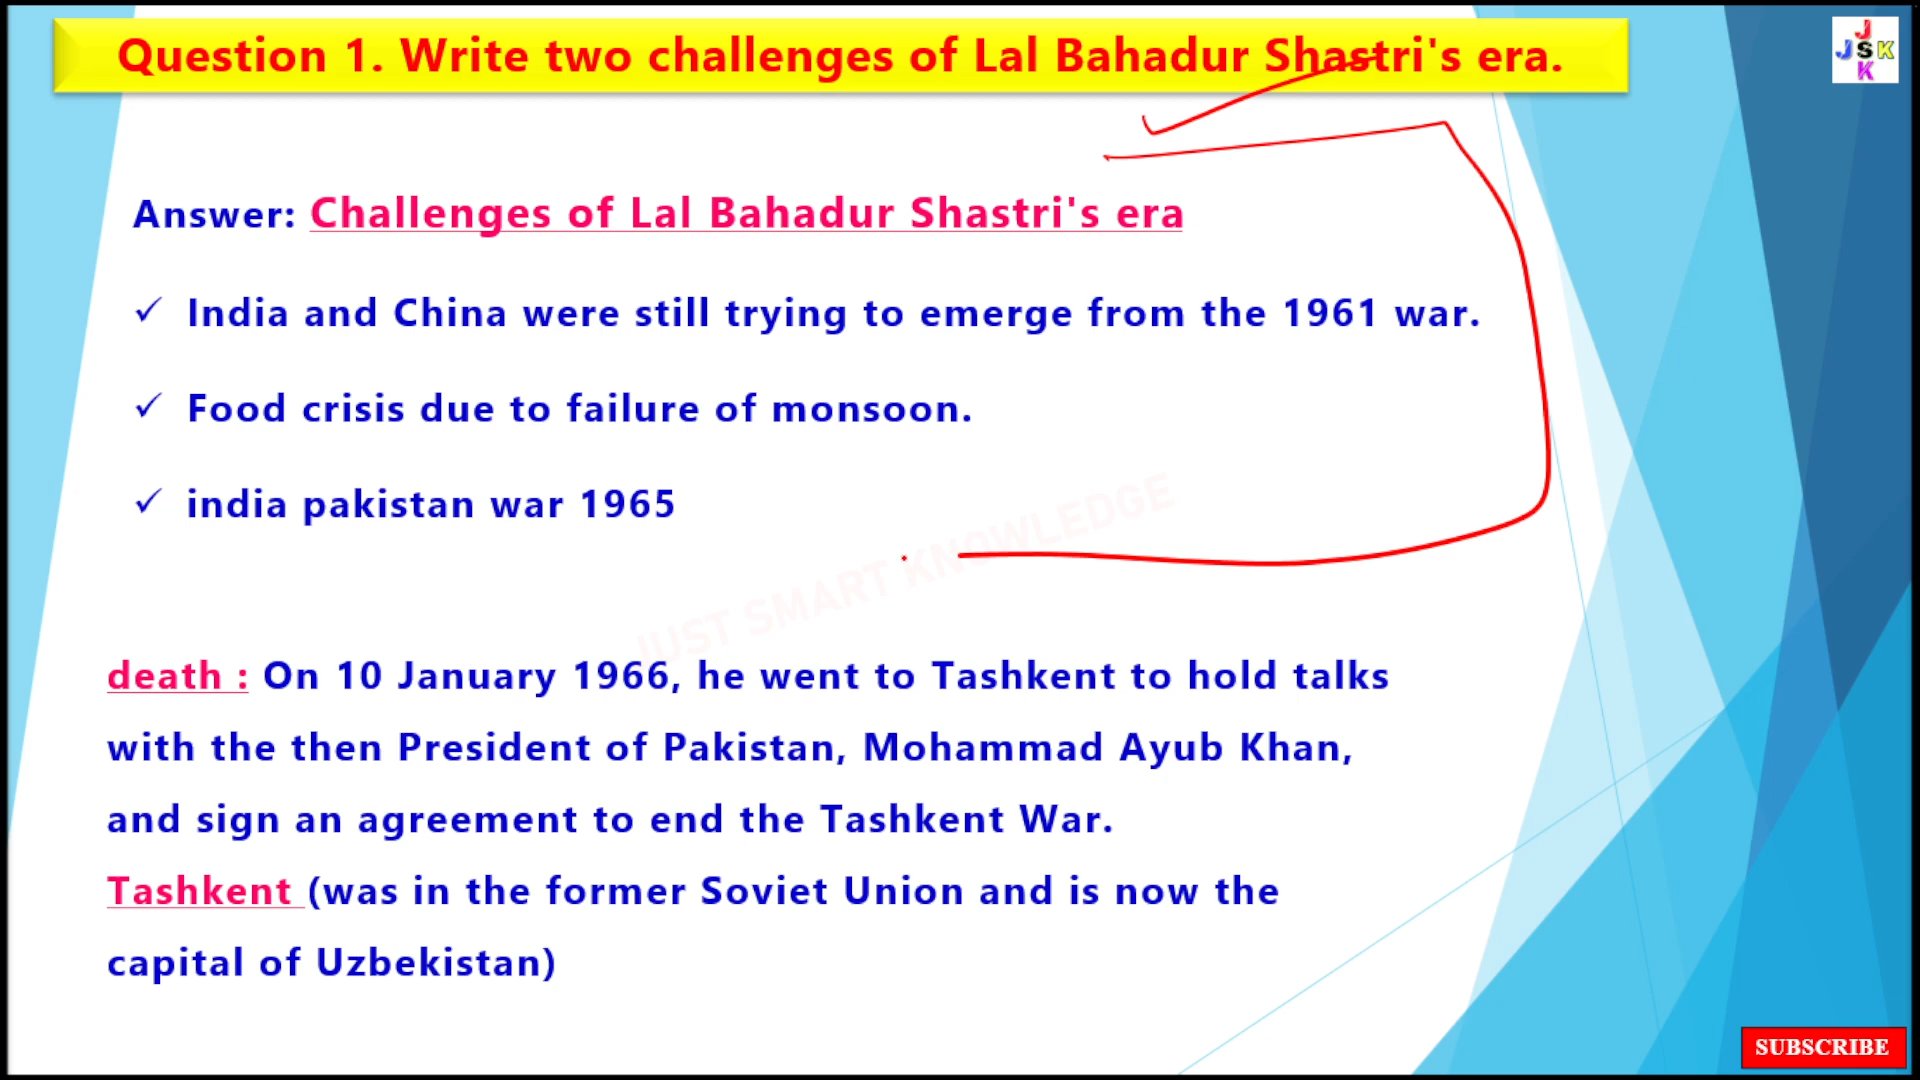 Question 1. Write two challenges of Lal Bahadur Shastri's era.
J
JSK
K
Answer: Challenges of Lal Bahadur Shastri's era
✓ India and China were still trying to emerge from the 1961 war.
✓ Food crisis due to failure of monsoon.
✓ india pakistan war 1965
JUST SMART KNOWLEDGE
death : On 10 January 1966, he went to Tashkent to hold talks
with the then President of Pakistan, Mohammad Ayub Khan,
and sign an agreement to end the Tashkent War.
Tashkent (was in the former Soviet Union and is now the
capital of Uzbekistan)
SUBSCRIBE